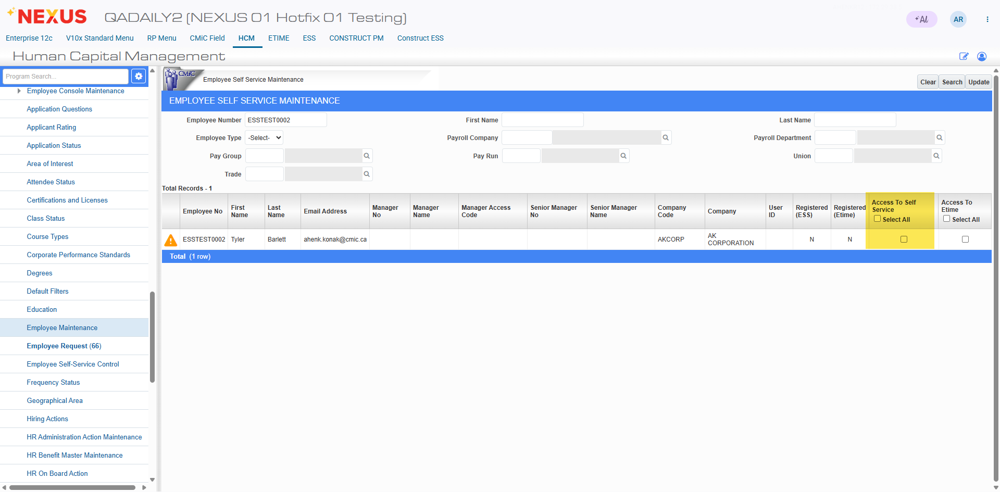 NEXUS
QADAILY2 (NEXUS 01 Hotfix 01 Testing)
AI
AR
Enterprise 12c
V10x Standard Menu
RP Menu
CMiC Field
HCM
ETIME
ESS
CONSTRUCT PM
Construct ESS
Human Capital Management
Program Search...
Employee Console Maintenance
Application Questions
Applicant Rating
Application Status
Area of Interest
Attendee Status
Certifications and Licenses
Class Status
Course Types
Corporate Performance Standards
Degrees
Default Filters
Education
Employee Maintenance
Employee Request (66)
Employee Self-Service Control
Frequency Status
Geographical Area
Hiring Actions
HR Administration Action Maintenance
HR Benefit Master Maintenance
HR On Board Action
CMiC
Employee Self Service Maintenance
Clear
Search
Update
EMPLOYEE SELF SERVICE MAINTENANCE
Employee Number ESSTEST0002
First Name
Last Name
Employee Type -Select-
Payroll Company
Payroll Department
Pay Group
Pay Run
Union
Trade
Total Records - 1
Employee No
First
Name
Last
Name
Email Address
Manager
No
Manager
Name
Manager Access
Code
Senior Manager
No
Senior Manager
Name
Company
Code
Company
User
ID
Registered
(ESS)
Registered
(Etime)
Access To Self
Service
Select All
Access To
Etime
Select All
ESSTEST0002
Tyler
Barlett
ahenk.konak@cmic.ca
AKCORP
AK
CORPORATION
N
N
Total (1 row)